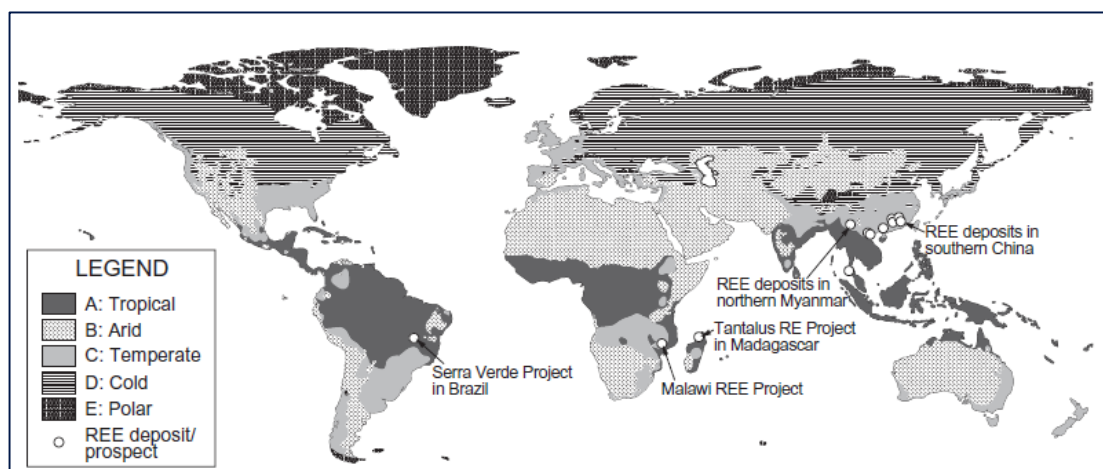 REE deposits in
southern China
REE deposits in
northern Myanmar
Tantalus RE Project
in Madagascar
Malawi REE Project
Serra Verde Project
in Brazil
LEGEND
A: Tropical
B: Arid
C: Temperate
D: Cold
E: Polar
REE deposit/
prospect